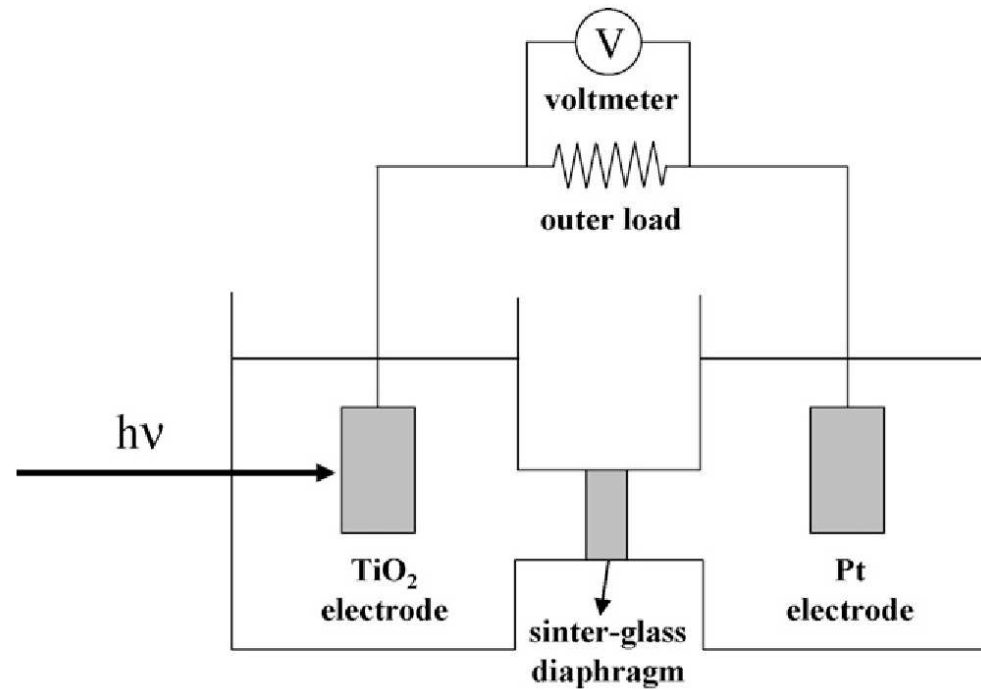 V
voltmeter
outer load
hν
TiO₂
electrode
Pt
electrode
sinter-glass
diaphragm